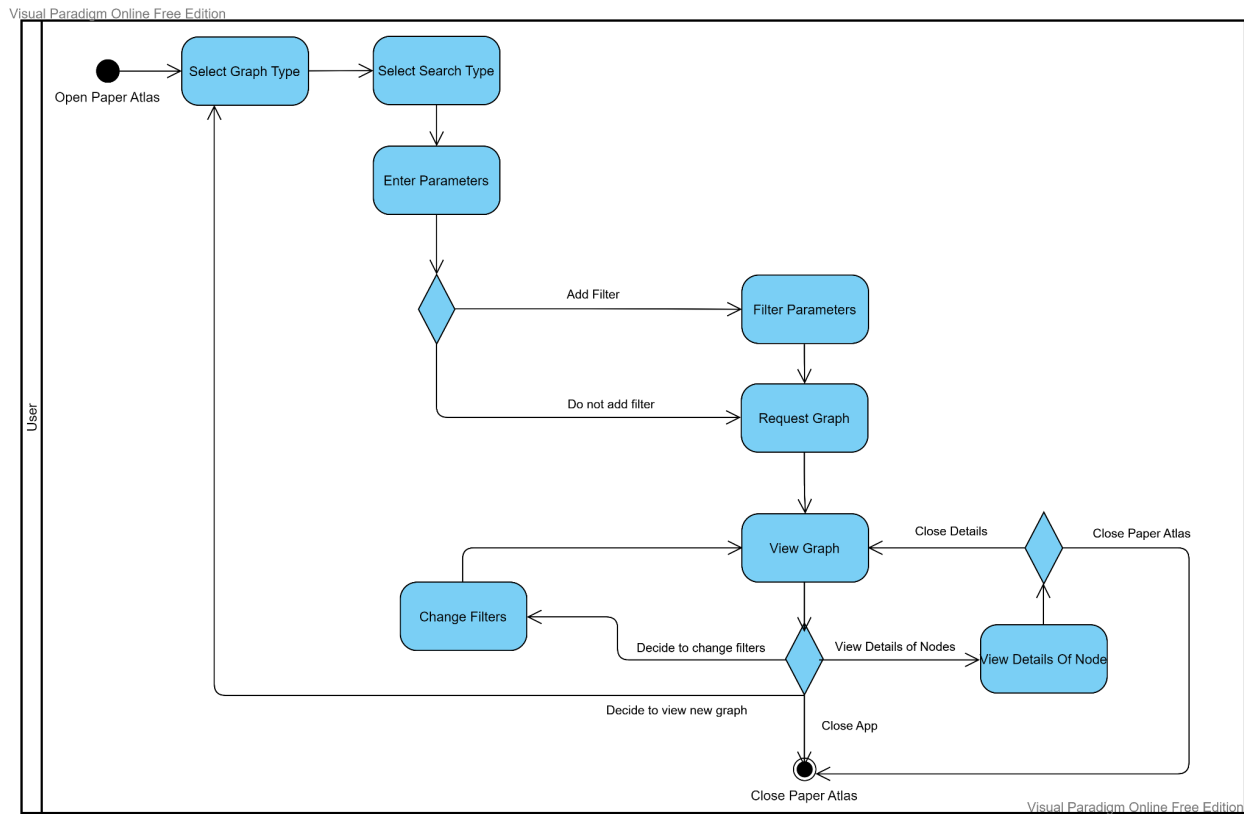 Visual Paradigm Online Free Edition
Select Graph Type
Select Search Type
Open Paper Atlas
Enter Parameters
Add Filter
Filter Parameters
Do not add filter
Request Graph
User
View Graph
Close Details
Close Paper Atlas
Change Filters
Decide to change filters
View Details of Nodes
View Details Of Node
Decide to view new graph
Close App
Close Paper Atlas
Visual Paradigm Online Free Edition